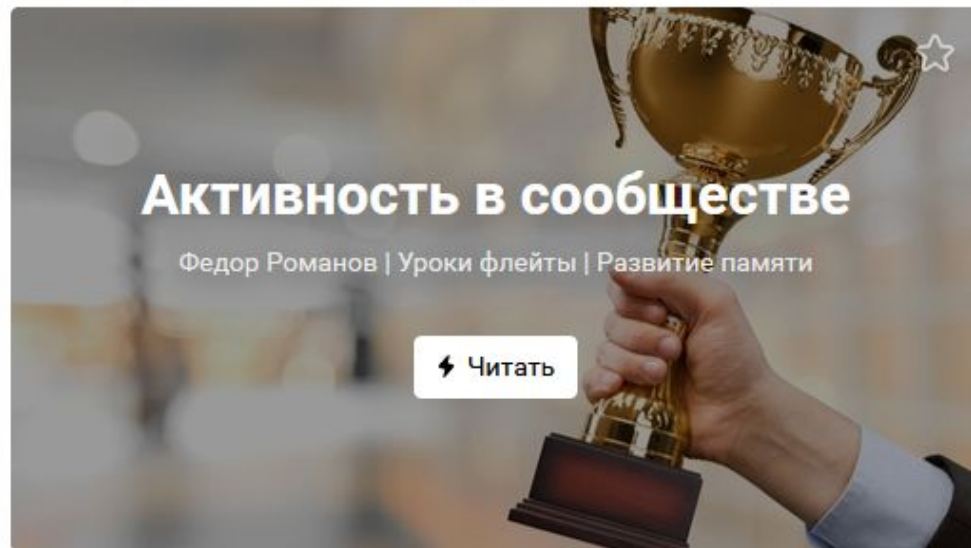 Активность в сообществе
Федор Романов | Уроки флейты | Развитие памяти
Читать